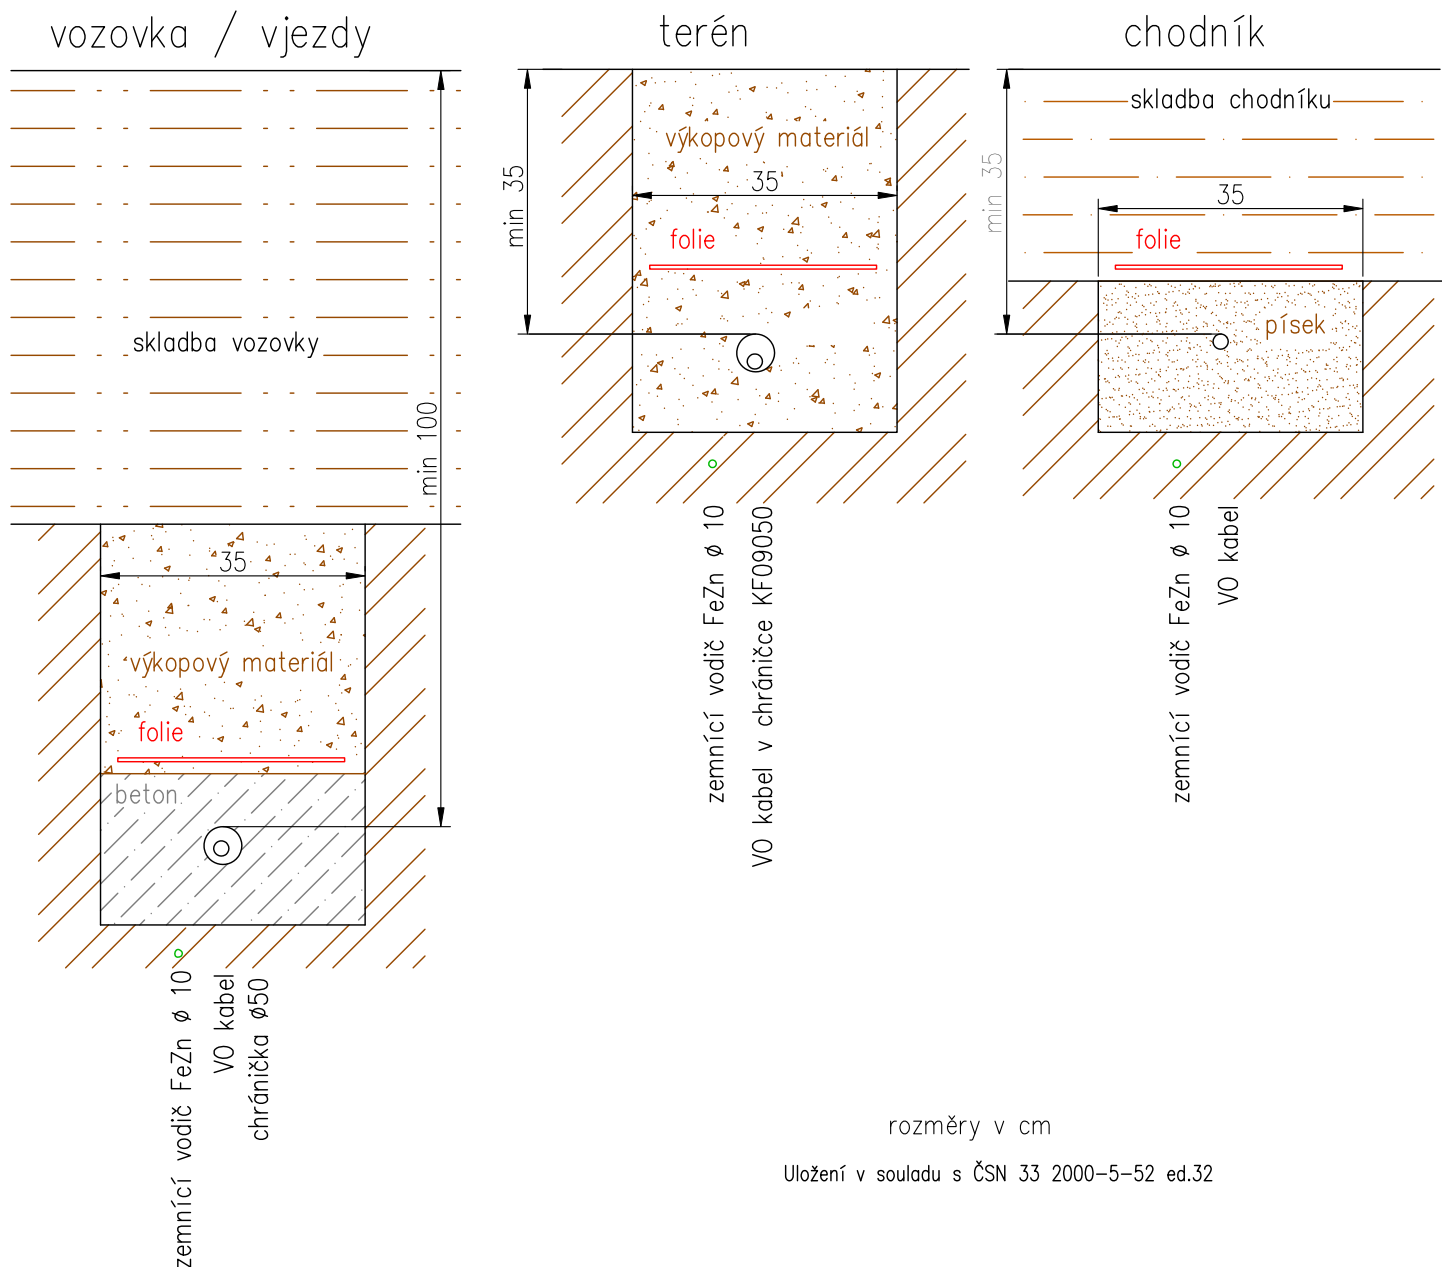 vozovka / vjezdy
skladba vozovky
min 100
35
výkopový materiál
folie
beton
zemnící vodič FeZn ø 10
VO kabel
chránička ø50
terén
výkopový materiál
35
min 35
folie
zemnící vodič FeZn ø 10
VO kabel v chráničce KF09050
chodník
skladba chodníku
min 35
35
folie
písek
zemnící vodič FeZn ø 10
VO kabel
rozměry v cm
Uložení v souladu s ČSN 33 2000-5-52 ed.32